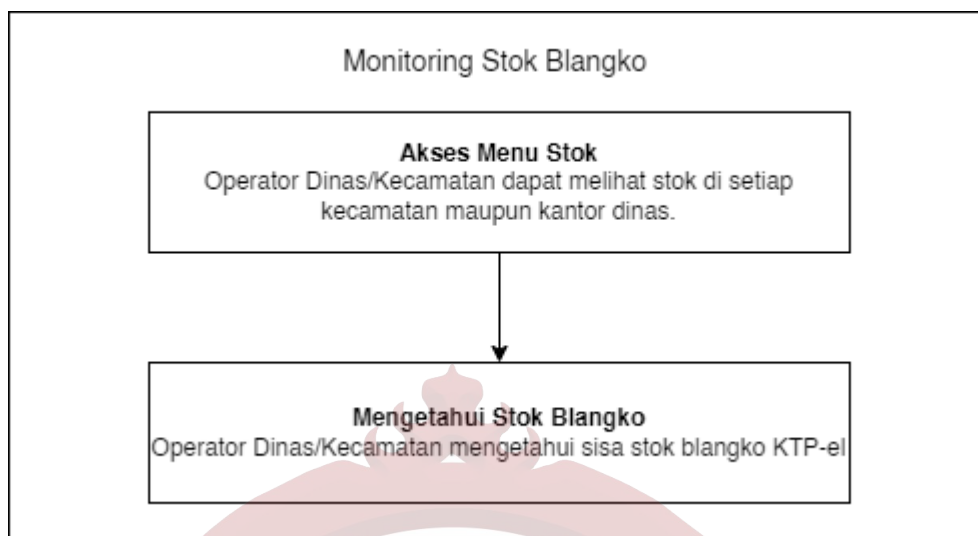 Monitoring Stok Blangko
Akses Menu Stok
Operator Dinas/Kecamatan dapat melihat stok di setiap
kecamatan maupun kantor dinas.
Mengetahui Stok Blangko
Operator Dinas/Kecamatan mengetahui sisa stok blangko KTP-el